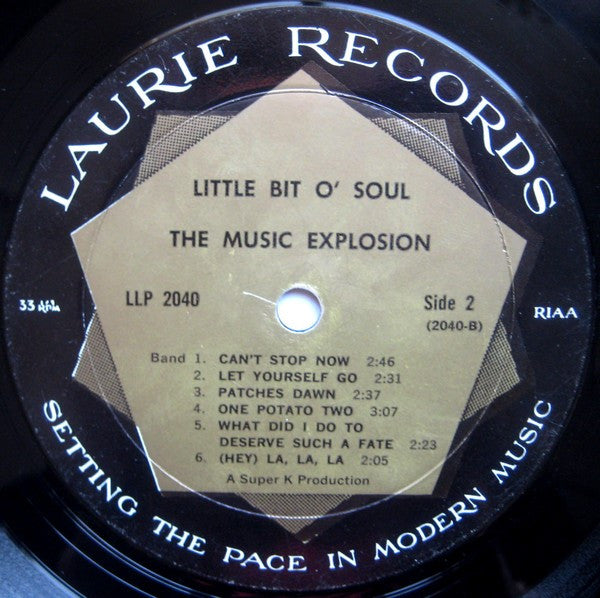 LAURIE RECORDS
LITTLE BIT O' SOUL
THE MUSIC EXPLOSION
LLP 2040
Side 2
(2040-B)
33 ⅓ RPM
RIAA
Band 1. CAN'T STOP NOW 2:46
2. LET YOURSELF GO 2:31
3. PATCHES DAWN 2:37
4. ONE POTATO TWO 3:07
5. WHAT DID I DO TO
DESERVE SUCH A FATE 2:23
6. (HEY) LA, LA, LA 2:05
A Super K Production
SETTING THE PACE IN MODERN MUSIC